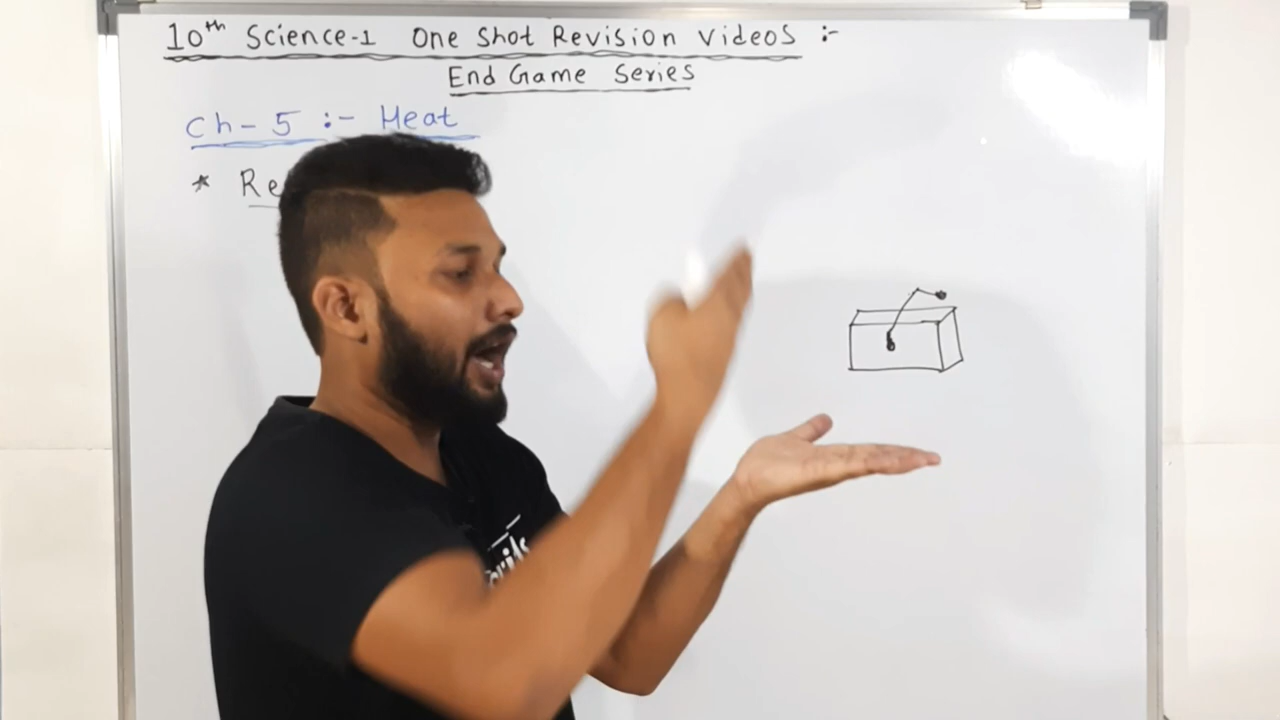 10th Science-1 One Shot Revision Videos :-
End Game Series
Ch- 5 :- Heat
* Re